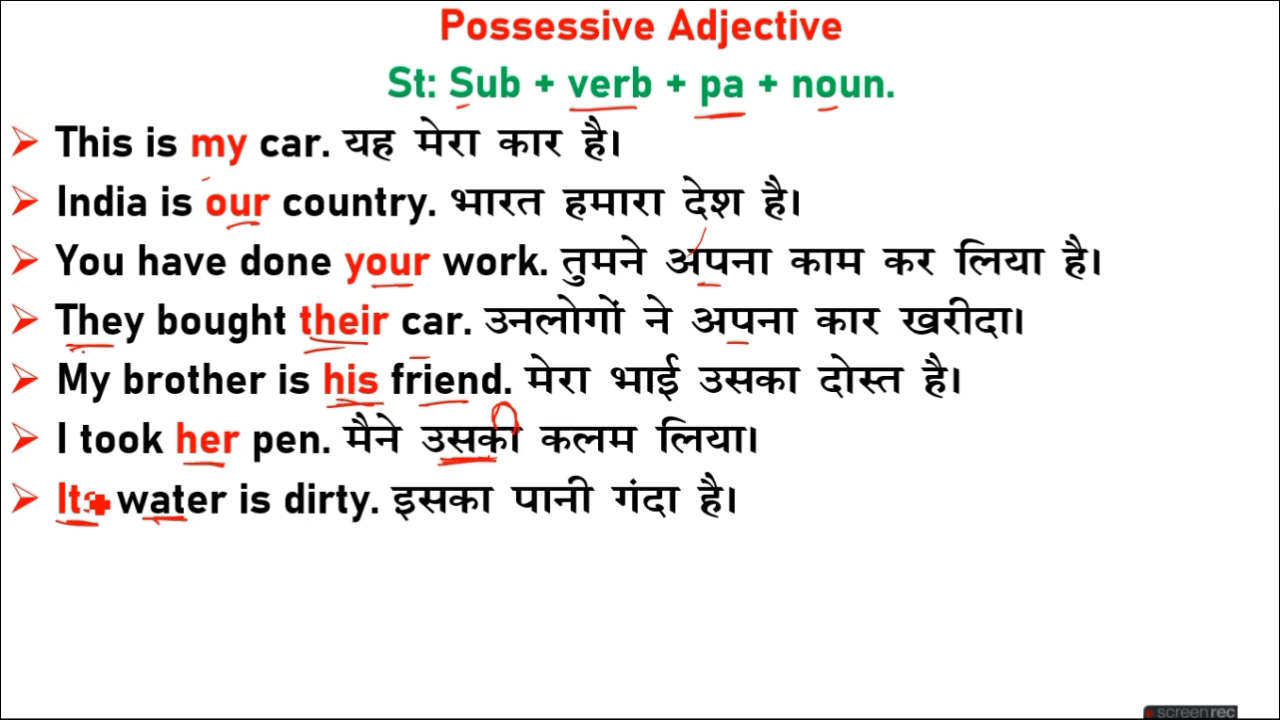 Possessive Adjective
St: Sub + verb + pa + noun.
This is my car. यह मेरा कार है।
India is our country. भारत हमारा देश है।
You have done your work. तुमने अपना काम कर लिया है।
They bought their car. उनलोगों ने अपना कार खरीदा।
My brother is his friend. मेरा भाई उसका दोस्त है।
I took her pen. मैने उसकी कलम लिया।
Its water is dirty. इसका पानी गंदा है।
screenrec